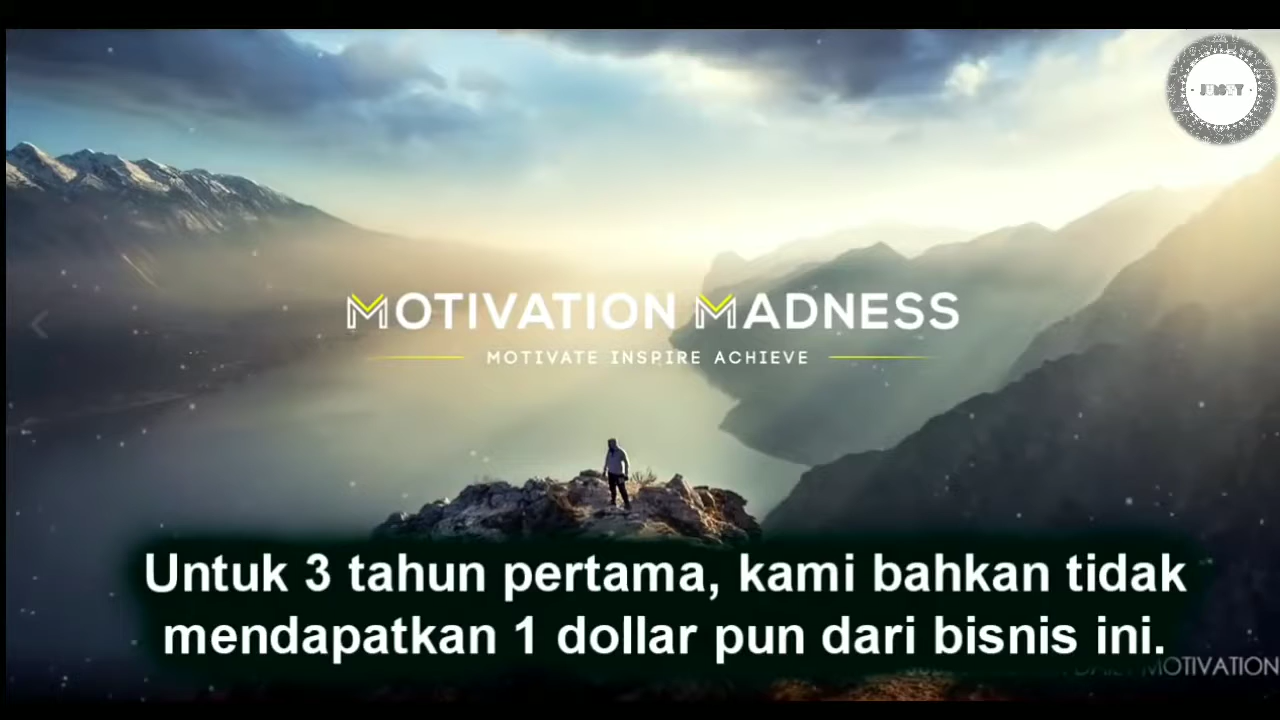 MOTIVATION MADNESS
MOTIVATE INSPIRE ACHIEVE
Untuk 3 tahun pertama, kami bahkan tidak
mendapatkan 1 dollar pun dari bisnis ini.
MOTIVATION